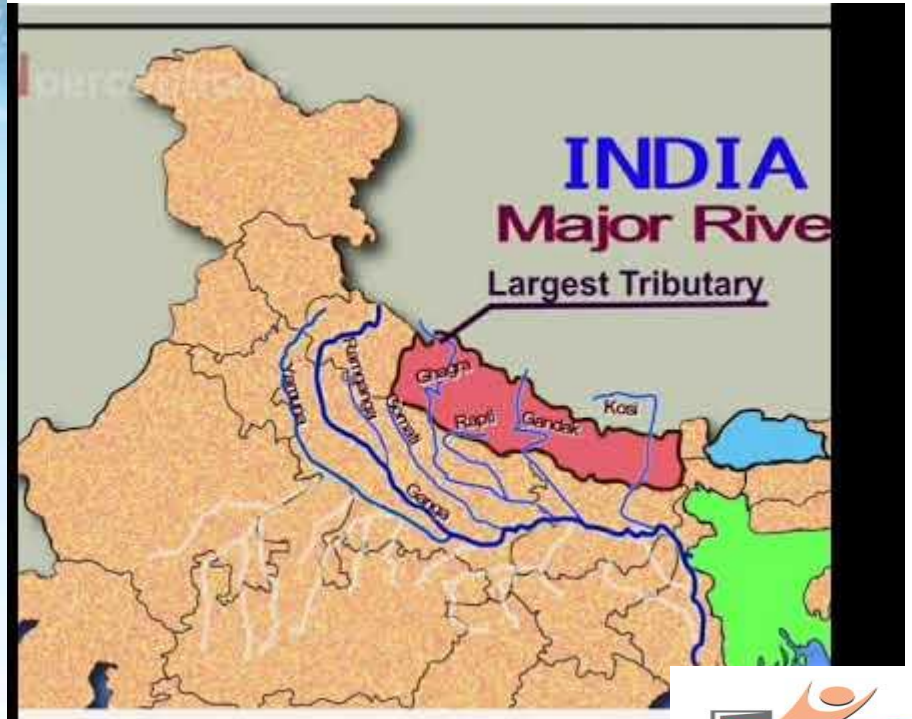 INDIA
Major Rive
Largest Tributary
Ghagra
Ramganga
Yamuna
Gomati
Rapti
Gandak
Kosi
Ganga